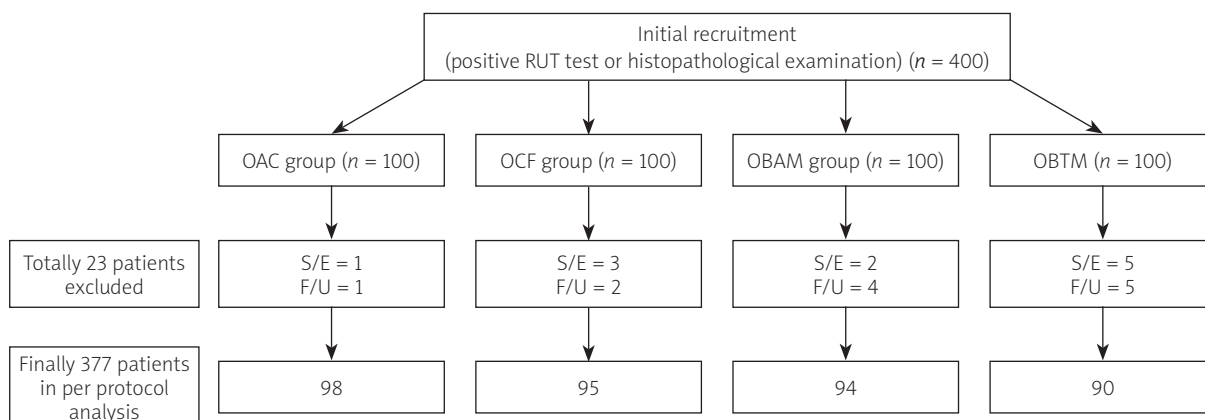 Initial recruitment
(positive RUT test or histopathological examination) (n = 400)
OAC group (n = 100)
OCF group (n = 100)
OBAM group (n = 100)
OBTM (n = 100)
Totally 23 patients
excluded
S/E = 1
F/U = 1
S/E = 3
F/U = 2
S/E = 2
F/U = 4
S/E = 5
F/U = 5
Finally 377 patients
in per protocol
analysis
98
95
94
90